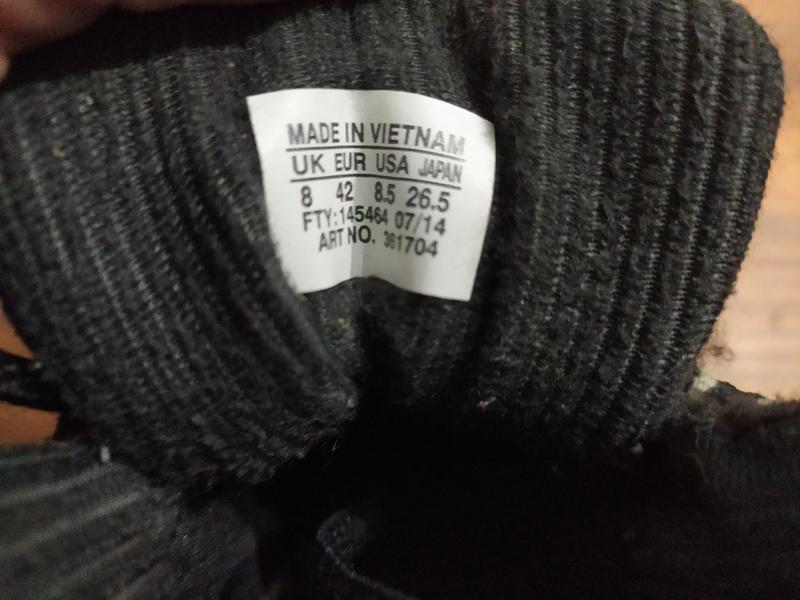 MADE IN VIETNAM
UK EUR USA JAPAN
8 42 8.5 26.5
FTY:145464 07/14
ART NO. 361704